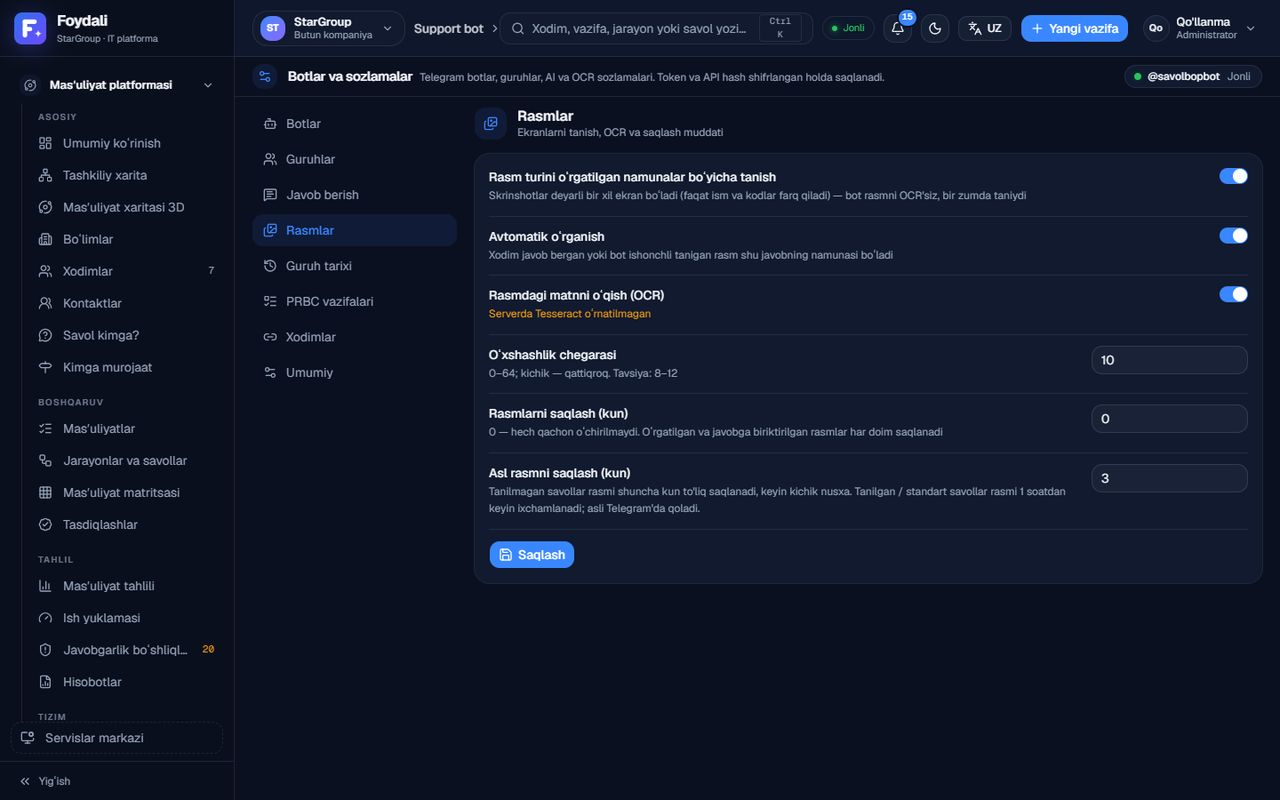 Foydali
StarGroup · IT platforma
Mas'uliyat platformasi
ASOSIY
Umumiy ko'rinish
Tashkiliy xarita
Mas'uliyat xaritasi 3D
Bo'limlar
Xodimlar 7
Kontaktlar
Savol kimga?
Kimga murojaat
BOSHQARUV
Mas'uliyatlar
Jarayonlar va savollar
Mas'uliyat matritsasi
Tasdiqlashlar
TAHLIL
Mas'uliyat tahlili
Ish yuklamasi
Javobgarlik bo'shliql... 20
Hisobotlar
TIZIM
Servislar markazi
Yig'ish
ST StarGroup
Butun kompaniya
Support bot
Xodim, vazifa, jarayon yoki savol yozi... Ctrl K
Jonli
15
UZ
Yangi vazifa
Qo Qo'llanma
Administrator
Botlar va sozlamalar Telegram botlar, guruhlar, AI va OCR sozlamalari. Token va API hash shifrlangan holda saqlanadi.
@savolbopbot Jonli
Botlar
Guruhlar
Javob berish
Rasmlar
Guruh tarixi
PRBC vazifalari
Xodimlar
Umumiy
Rasmlar
Ekranlarni tanish, OCR va saqlash muddati
Rasm turini o'rgatilgan namunalar bo'yicha tanish
Skrinshotlar deyarli bir xil ekran bo'ladi (faqat ism va kodlar farq qiladi) — bot rasmni OCR'siz, bir zumda taniydi
Avtomatik o'rganish
Xodim javob bergan yoki bot ishonchli tanigan rasm shu javobning namunasi bo'ladi
Rasmdagi matnni o'qish (OCR)
Serverda Tesseract o'rnatilmagan
O'xshashlik chegarasi
0–64; kichik — qattiqroq. Tavsiya: 8–12
10
Rasmlarni saqlash (kun)
0 — hech qachon o'chirilmaydi. O'rgatilgan va javobga biriktirilgan rasmlar har doim saqlanadi
0
Asl rasmni saqlash (kun)
Tanilmagan savollar rasmi shuncha kun to'liq saqlanadi, keyin kichik nusxa. Tanilgan / standart savollar rasmi 1 soatdan
keyin ixchamlanadi; asli Telegram'da qoladi.
3
Saqlash